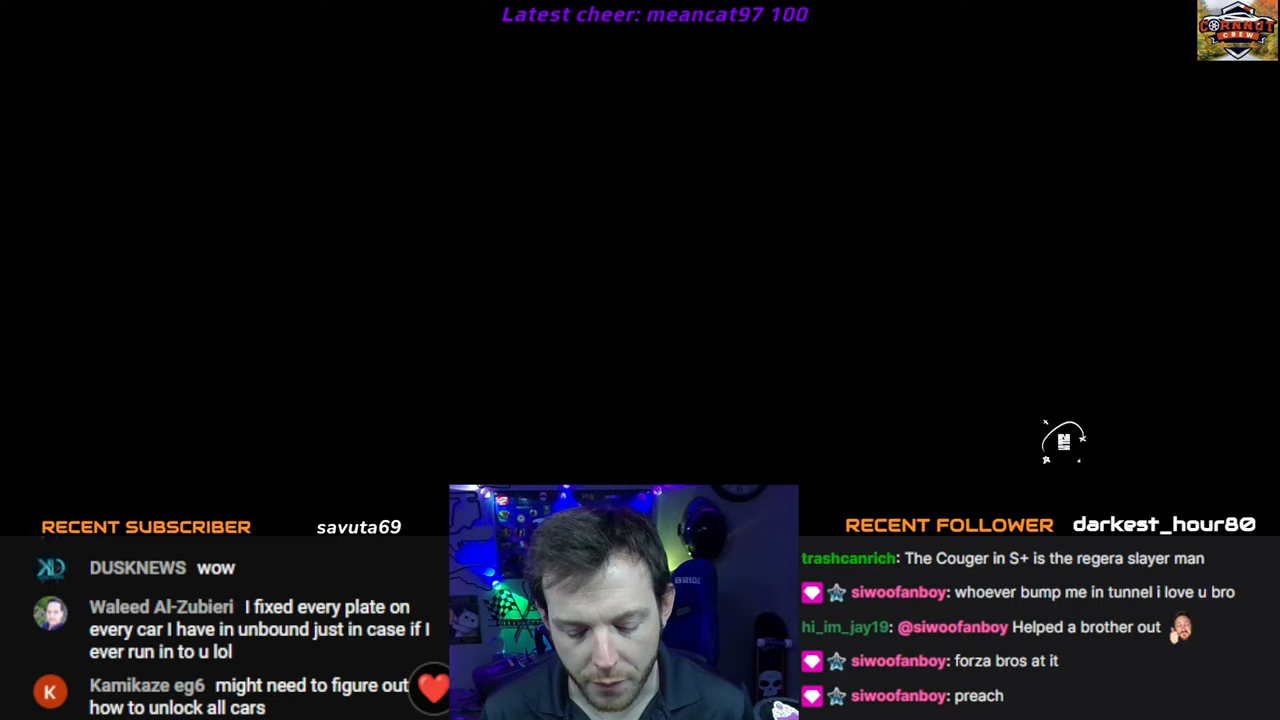 Latest cheer: meancat97 100
CORNNUT
CREW
RECENT SUBSCRIBER savuta69
DUSKNEWS wow
Waleed Al-Zubieri I fixed every plate on
every car I have in unbound just in case if I
ever run in to u lol
K Kamikaze eg6 might need to figure out
how to unlock all cars
BRIDE
RECENT FOLLOWER darkest_hour80
trashcanrich: The Couger in S+ is the regera slayer man
siwoofanboy: whoever bump me in tunnel i love u bro
hi_im_jay19: @siwoofanboy Helped a brother out
siwoofanboy: forza bros at it
siwoofanboy: preach